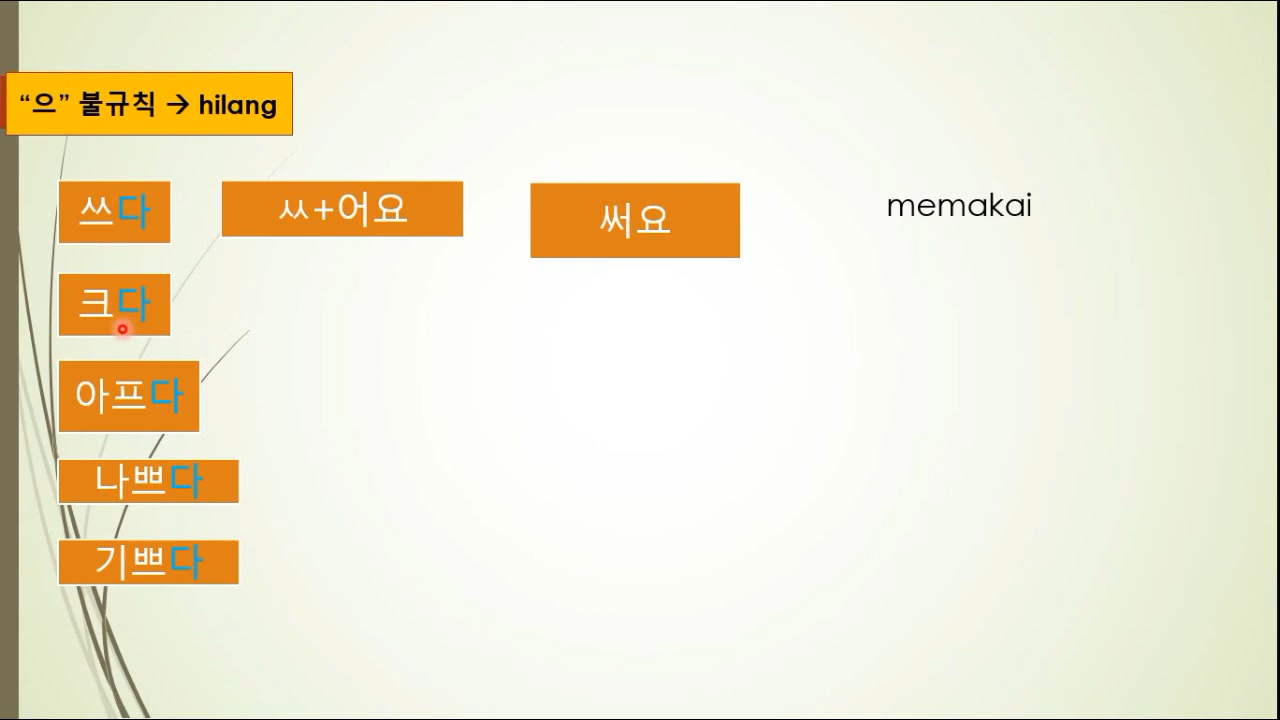 “으” 불규칙 → hilang
쓰다
ㅆ+어요
써요
memakai
크다
아프다
나쁘다
기쁘다